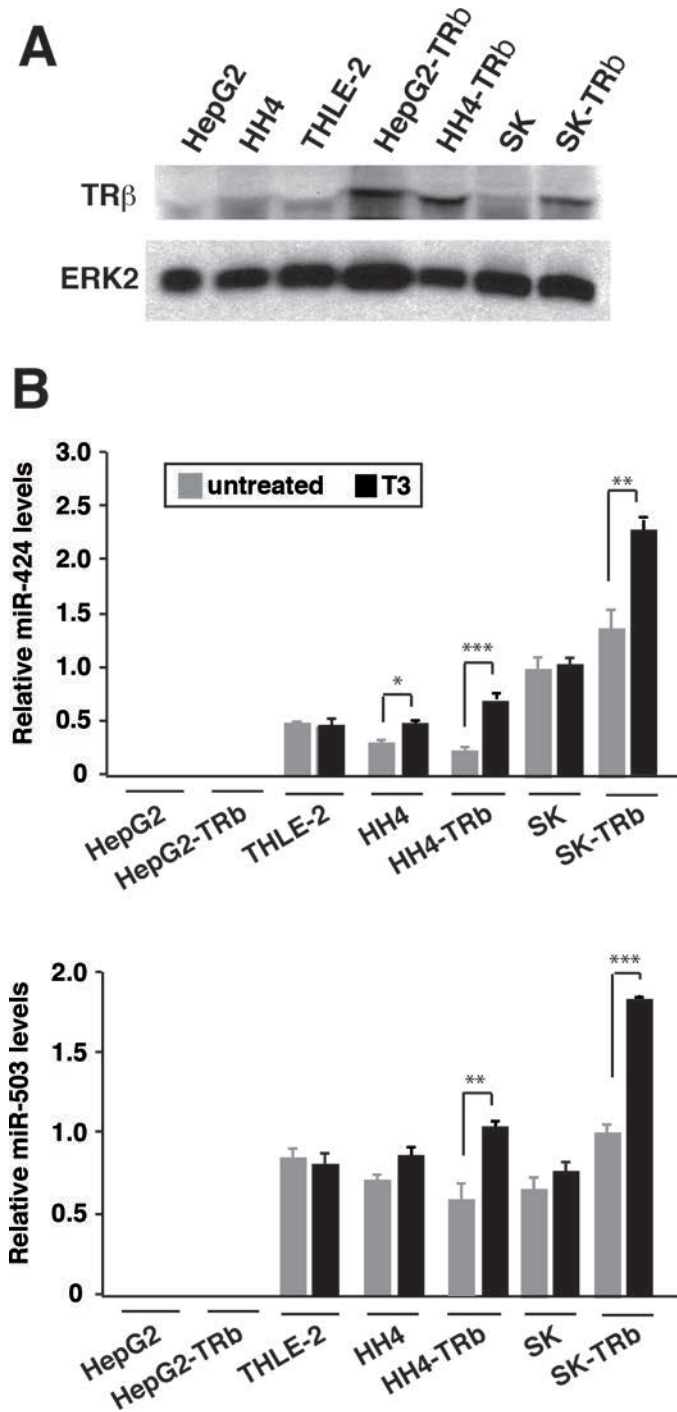 A
HepG2
HH4
THLE-2
HepG2-TRb
HH4-TRb
SK
SK-TRb
TRβ
ERK2
B
Relative miR-424 levels
3.0
2.5
2.0
1.5
1.0
0.5
0
untreated
T3
*
***
**
HepG2
HepG2-TRb
THLE-2
HH4
HH4-TRb
SK
SK-TRb
Relative miR-503 levels
2.0
1.5
1.0
0.5
0
**
***
HepG2
HepG2-TRb
THLE-2
HH4
HH4-TRb
SK
SK-TRb